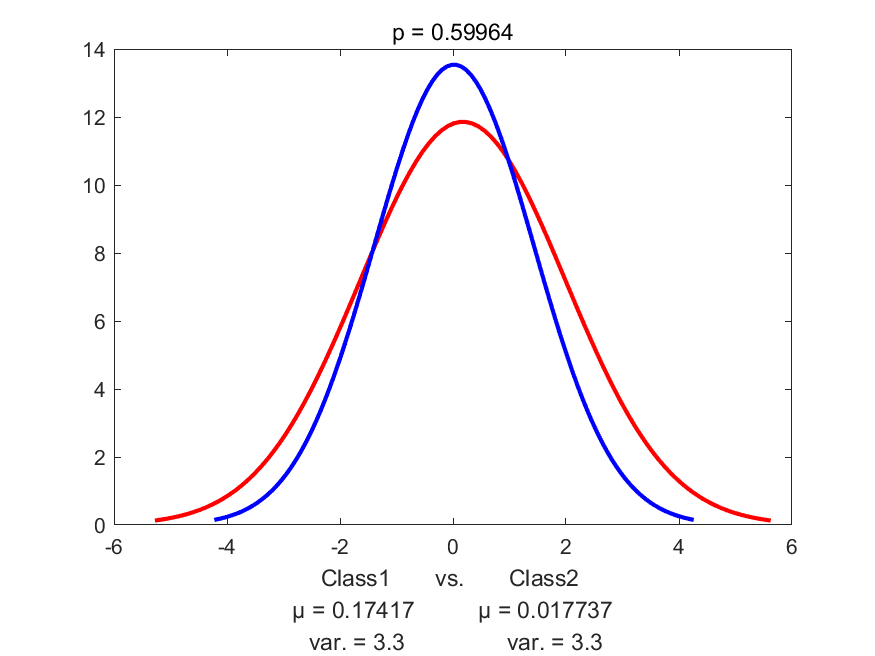 p = 0.59964
14
12
10
8
6
4
2
0
-6 -4 -2 0 2 4 6
Class1 vs. Class2
μ = 0.17417 μ = 0.017737
var. = 3.3 var. = 3.3